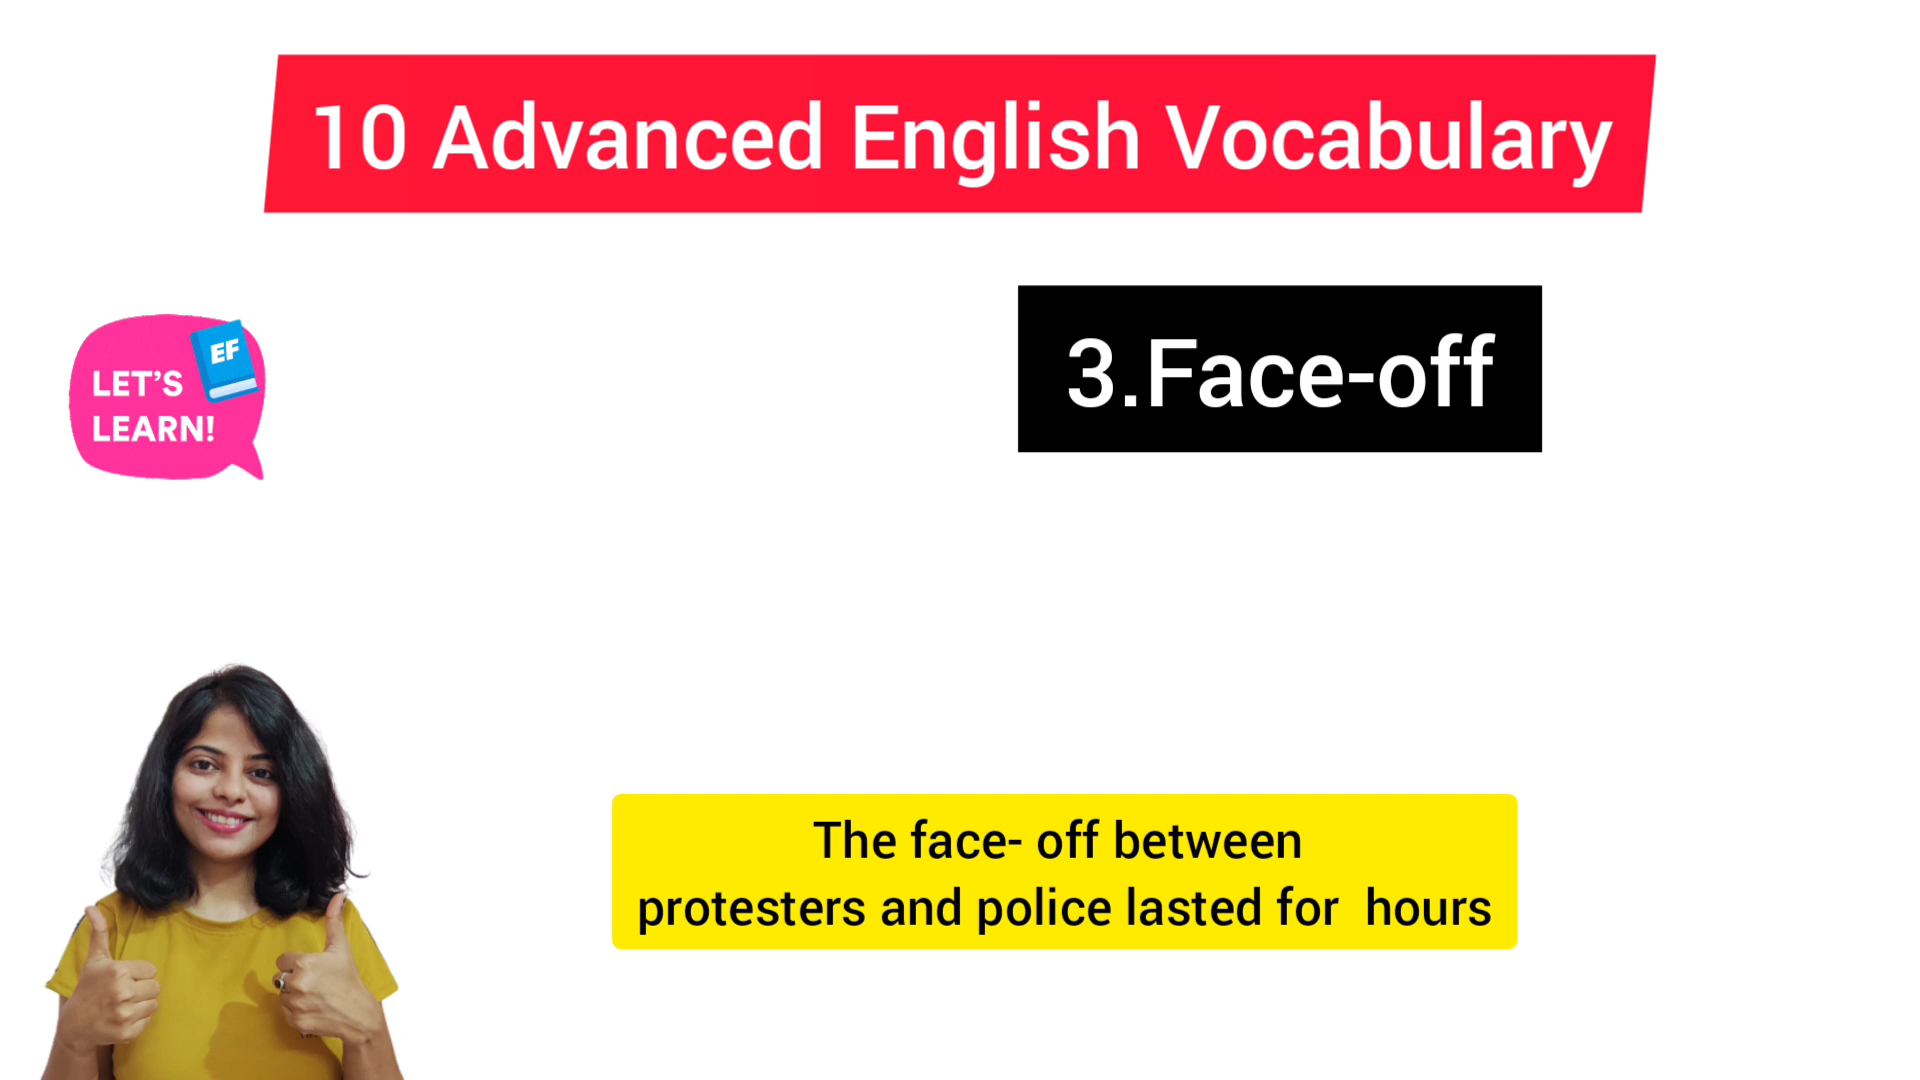 10 Advanced English Vocabulary
3.Face-off
EF
LET'S
LEARN!
The face- off between
protesters and police lasted for  hours